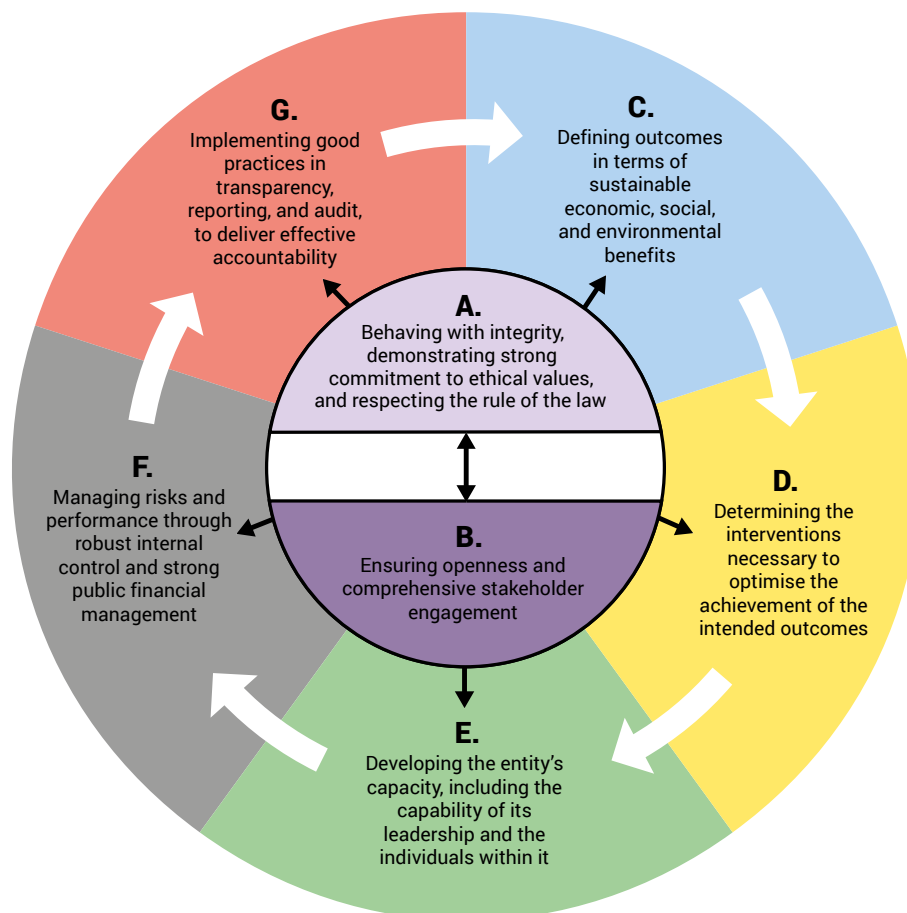 G.
Implementing good
practices in
transparency,
reporting, and audit,
to deliver effective
accountability
C.
Defining outcomes
in terms of
sustainable
economic, social,
and environmental
benefits
A.
Behaving with integrity,
demonstrating strong
commitment to ethical values,
and respecting the rule of the law
F.
Managing risks and
performance through
robust internal
control and strong
public financial
management
D.
Determining the
interventions
necessary to
optimise the
achievement of the
intended outcomes
B.
Ensuring openness and
comprehensive stakeholder
engagement
E.
Developing the entity's
capacity, including the
capability of its
leadership and the
individuals within it